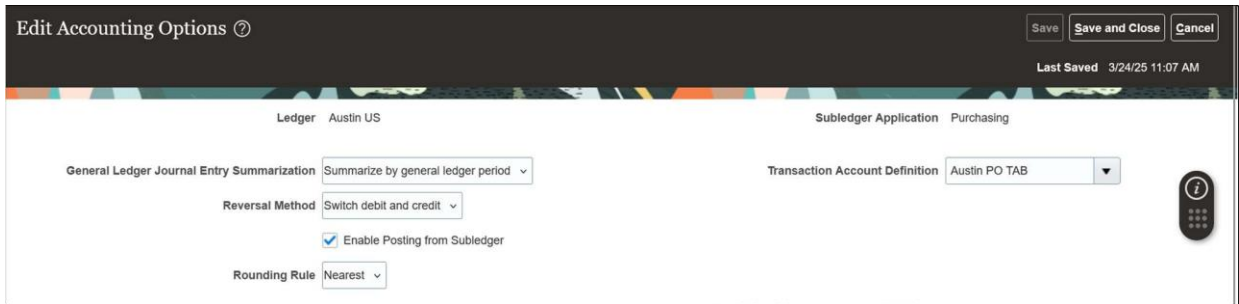 Edit Accounting Options ?
Save Save and Close Cancel
Last Saved 3/24/25 11:07 AM
Ledger Austin US Subledger Application Purchasing
General Ledger Journal Entry Summarization Summarize by general ledger period Transaction Account Definition Austin PO TAB
Reversal Method Switch debit and credit
Enable Posting from Subledger
Rounding Rule Nearest